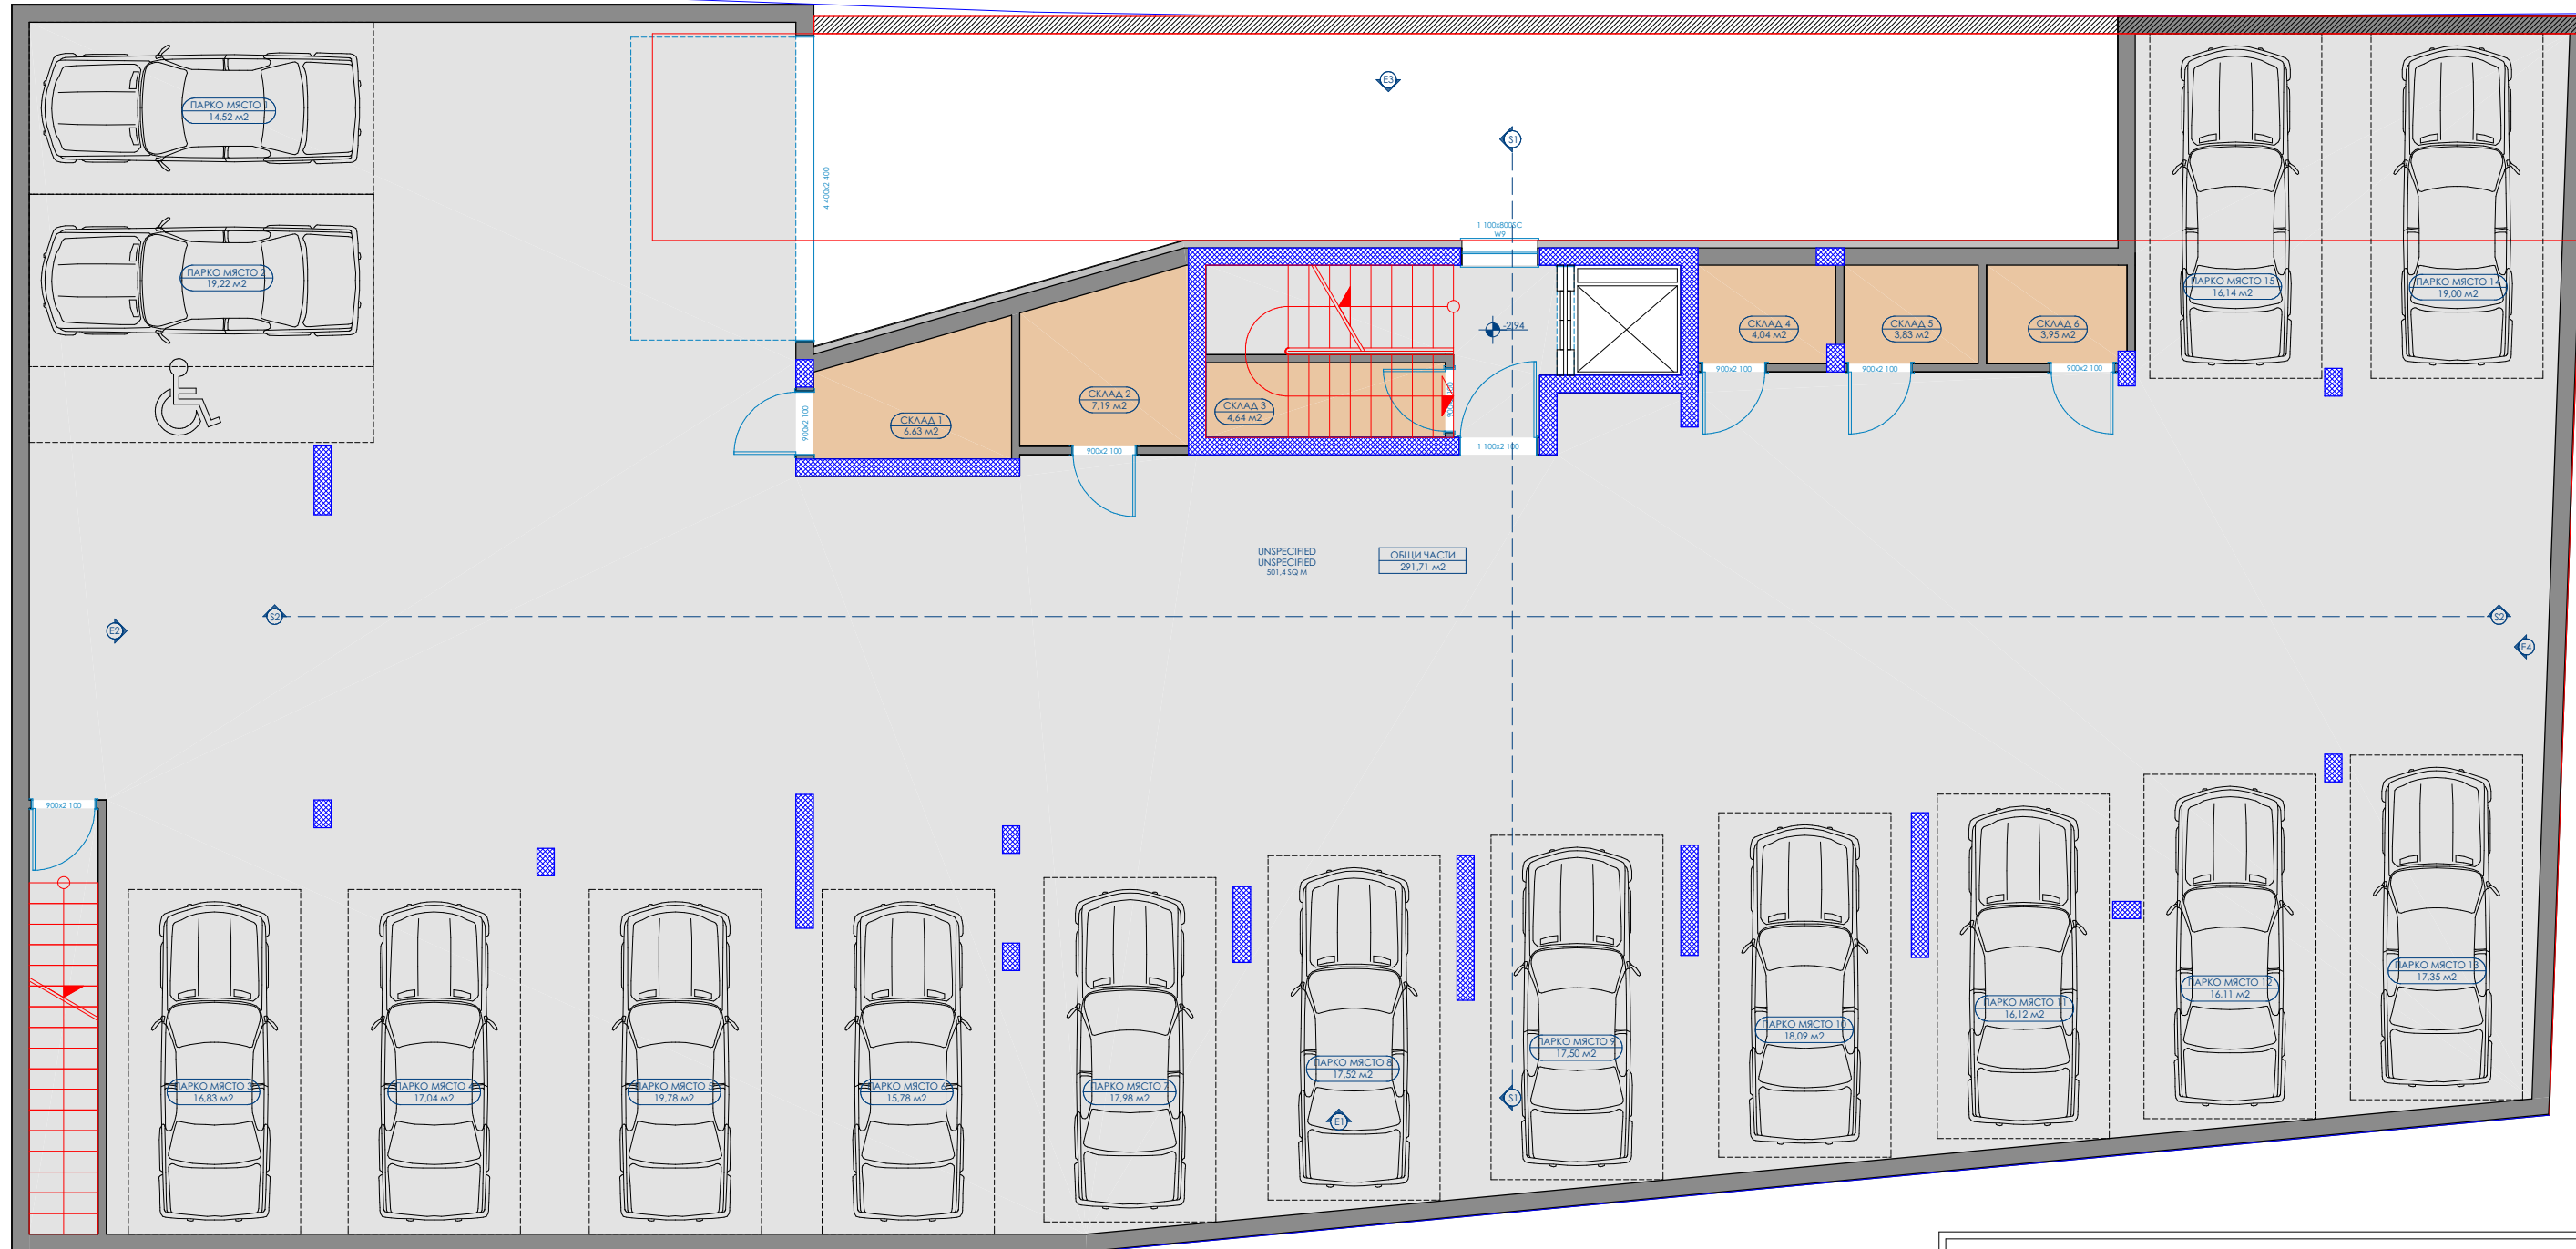 ПАРКО МЯСТО 1
14,52 м2
ПАРКО МЯСТО 2
19,22 м2
4 400x2 400
E3
S1
1 100x800SC
W9
-2,94
ПАРКО МЯСТО 15
16,14 м2
ПАРКО МЯСТО 14
19,00 м2
СКЛАД 1
6,63 м2
900x2 100
СКЛАД 2
7,19 м2
900x2 100
СКЛАД 3
4,64 м2
1 100x2 100
СКЛАД 4
4,04 м2
900x2 100
СКЛАД 5
3,83 м2
900x2 100
СКЛАД 6
3,95 м2
900x2 100
UNSPECIFIED
UNSPECIFIED
501,4 SQ M
ОБЩИ ЧАСТИ
291,71 м2
E2
S2
S2
E4
900x2 100
ПАРКО МЯСТО 3
16,83 м2
ПАРКО МЯСТО 4
17,04 м2
ПАРКО МЯСТО 5
19,78 м2
ПАРКО МЯСТО 6
15,78 м2
ПАРКО МЯСТО 7
17,98 м2
ПАРКО МЯСТО 8
17,52 м2
E1
ПАРКО МЯСТО 9
17,50 м2
S1
ПАРКО МЯСТО 10
18,09 м2
ПАРКО МЯСТО 11
16,12 м2
ПАРКО МЯСТО 12
16,11 м2
ПАРКО МЯСТО 13
17,35 м2